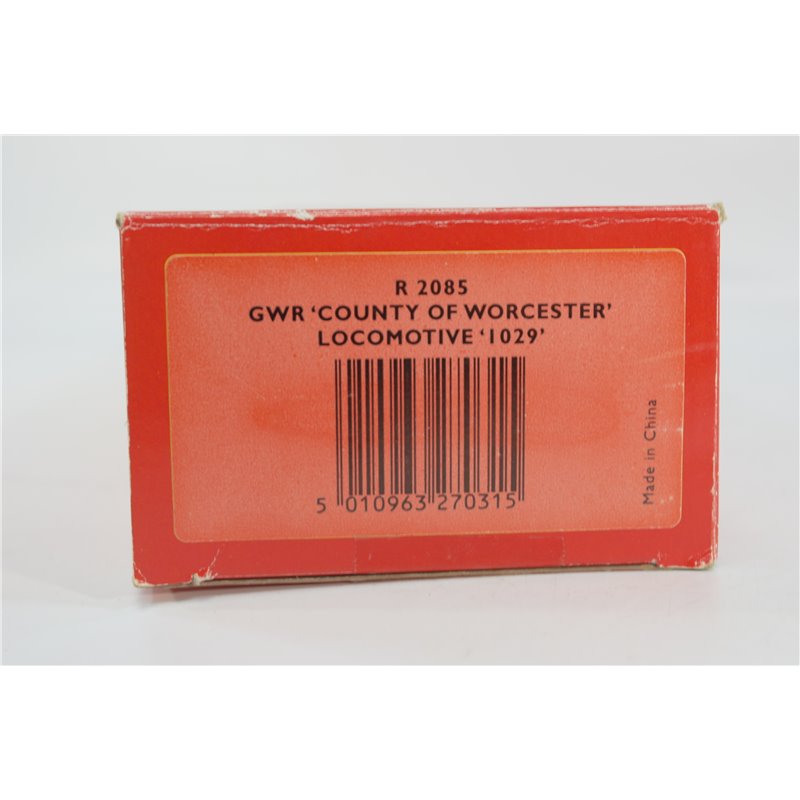 R 2085
GWR ‘COUNTY OF WORCESTER’
LOCOMOTIVE ‘1029’
5 010963 270315
Made in China